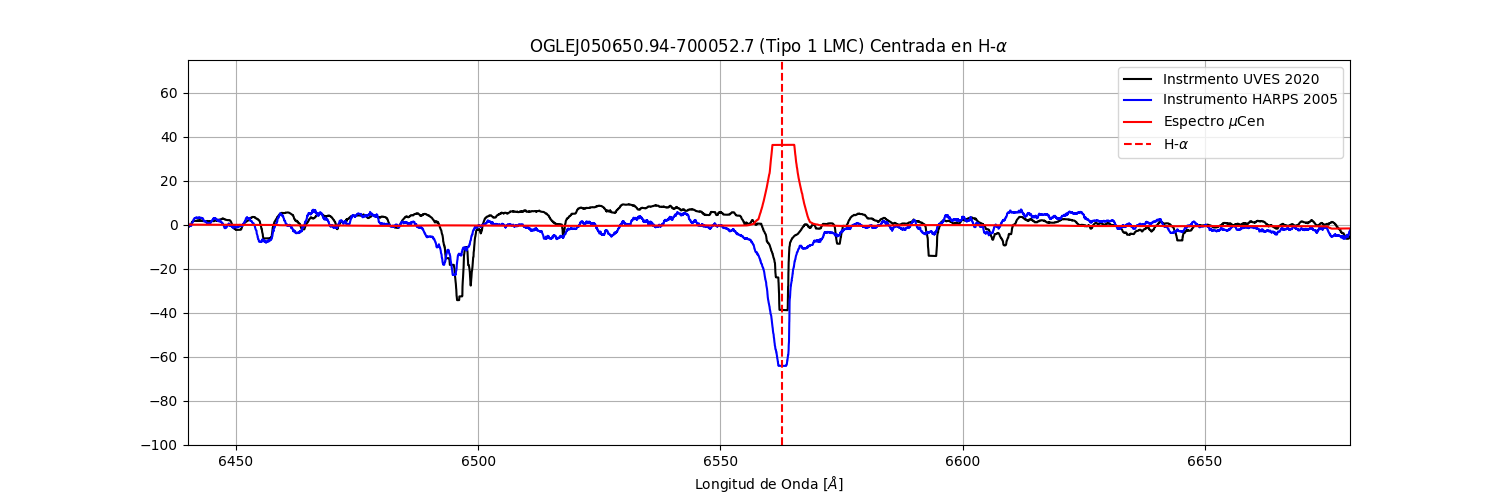 OGLEJ050650.94-700052.7 (Tipo 1 LMC) Centrada en H-α
Instrmento UVES 2020
Instrumento HARPS 2005
Espectro μCen
H-α
60
40
20
0
−20
−40
−60
−80
−100
6450 6500 6550 6600 6650
Longitud de Onda [Å]